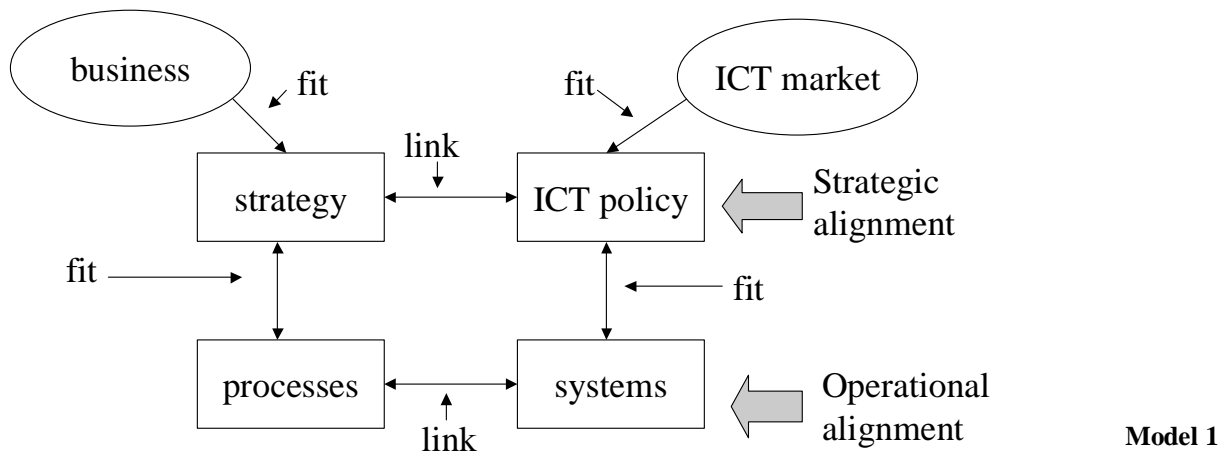 business
fit
fit
ICT market
link
strategy
ICT policy
Strategic
alignment
fit
fit
processes
systems
link
Operational
alignment
Model 1